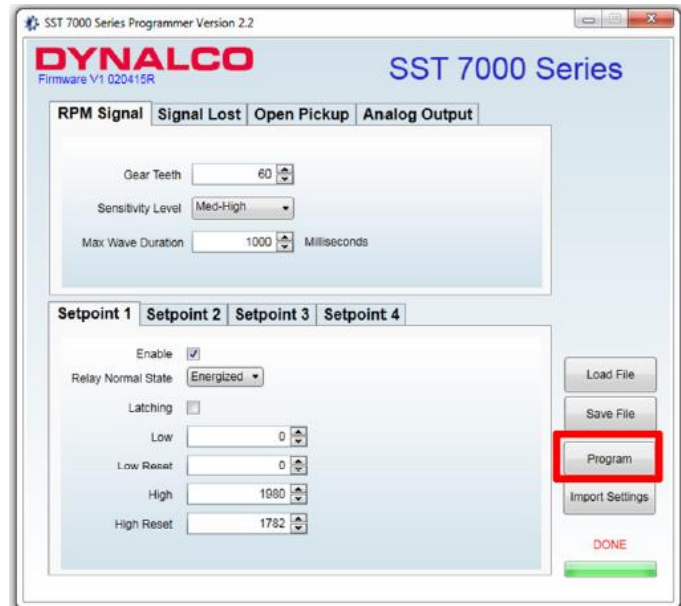 SST 7000 Series Programmer Version 2.2
DYNALCO
Firmware V1 020415R
SST 7000 Series
RPM Signal Signal Lost Open Pickup Analog Output
Gear Teeth 60
Sensitivity Level Med-High
Max Wave Duration 1000 Milliseconds
Setpoint 1 Setpoint 2 Setpoint 3 Setpoint 4
Enable
Relay Normal State Energized
Latching
Low 0
Low Reset 0
High 1980
High Reset 1782
Load File
Save File
Program
Import Settings
DONE